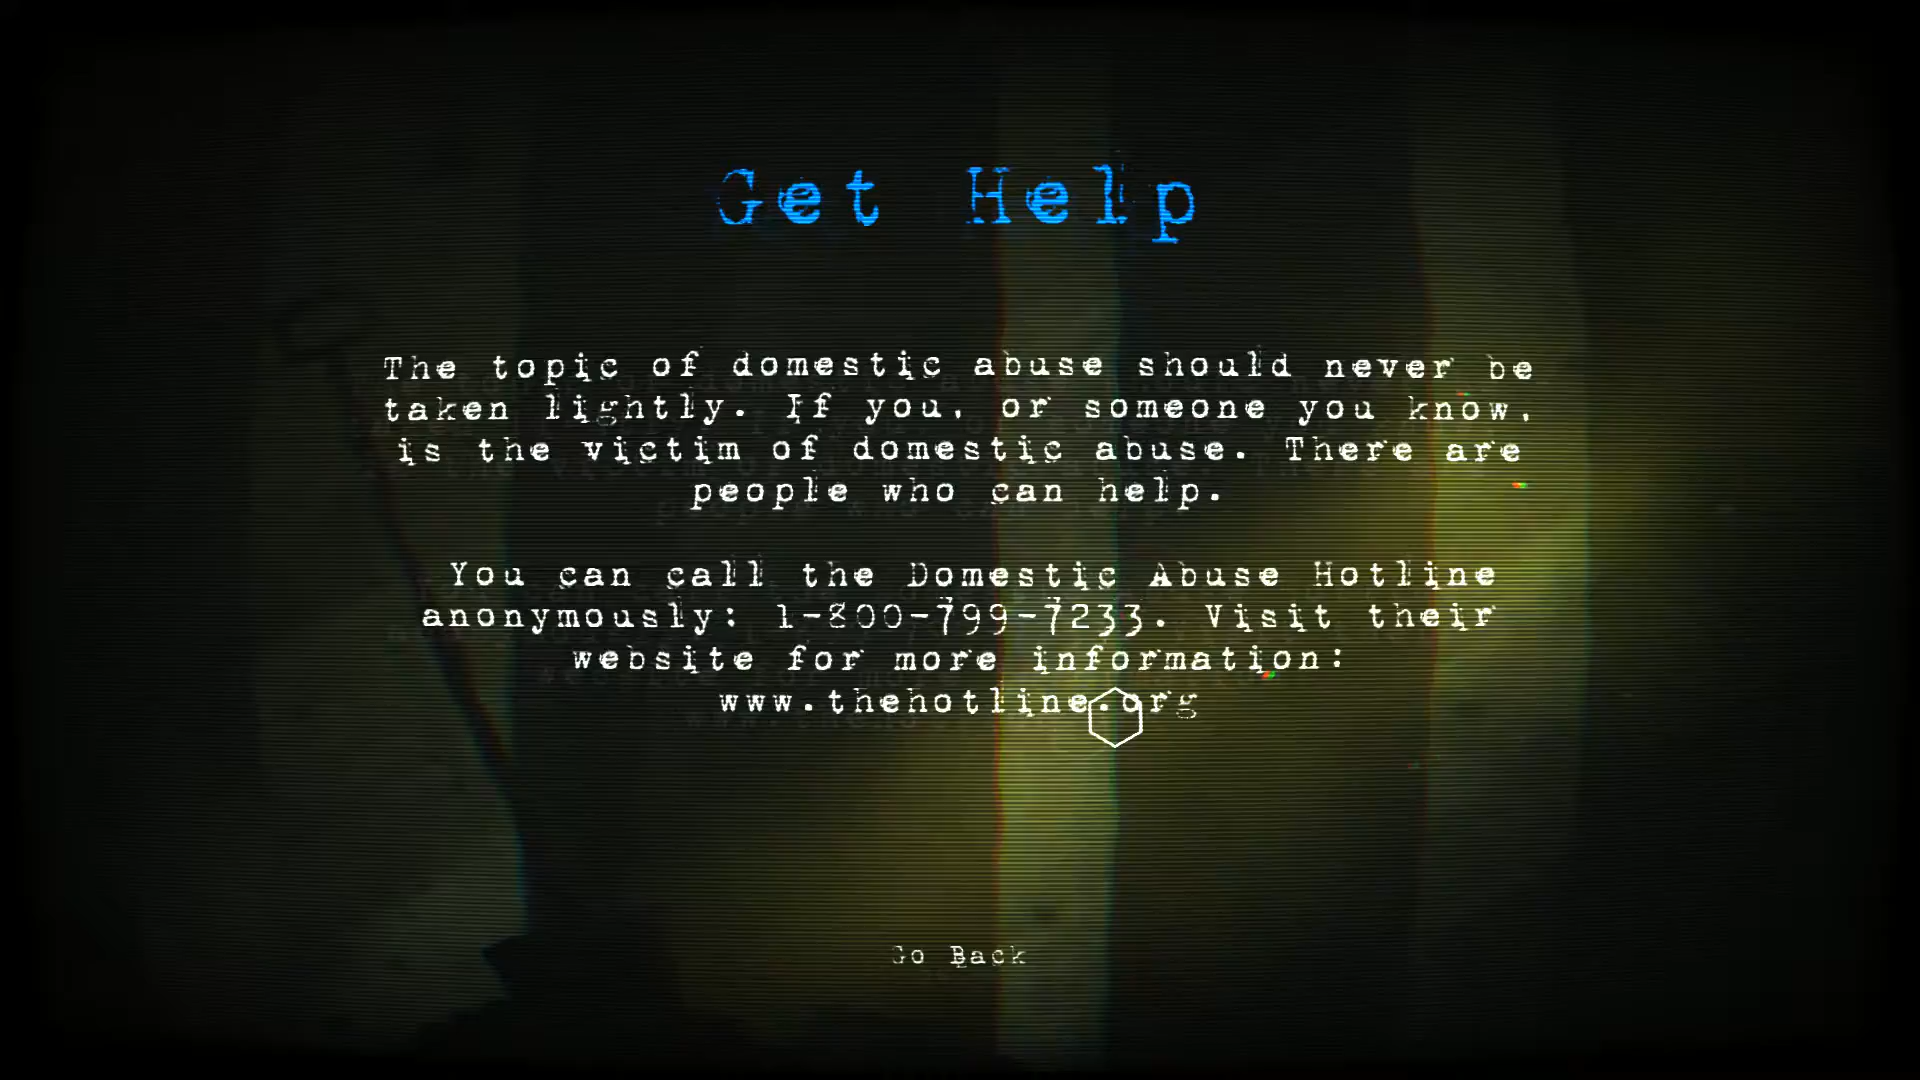 Get Help
The topic of domestic abuse should never be
taken lightly. If you, or someone you know,
is the victim of domestic abuse. There are
people who can help.
You can call the Domestic Abuse Hotline
anonymously: 1-800-799-7233. Visit their
website for more information:
www.thehotline.org
Go Back